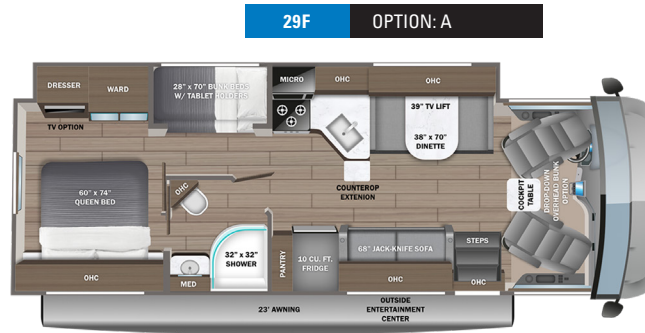 29F OPTION: A
DRESSER
WARD
TV OPTION
28" x 70" BUNK BEDS
W/ TABLET HOLDERS
MICRO
OHC
OHC
39" TV LIFT
38" x 70"
DINETTE
60" x 74"
QUEEN BED
OHC
COUNTEROP
EXTENION
COCKPIT
TABLE
DROP-DOWN
OVERHEAD BUNK
OPTION
OHC
MED
32" x 32"
SHOWER
PANTRY
10 CU. FT.
FRIDGE
68" JACK-KNIFE SOFA
OHC
STEPS
OHC
23' AWNING
OUTSIDE
ENTERTAINMENT
CENTER